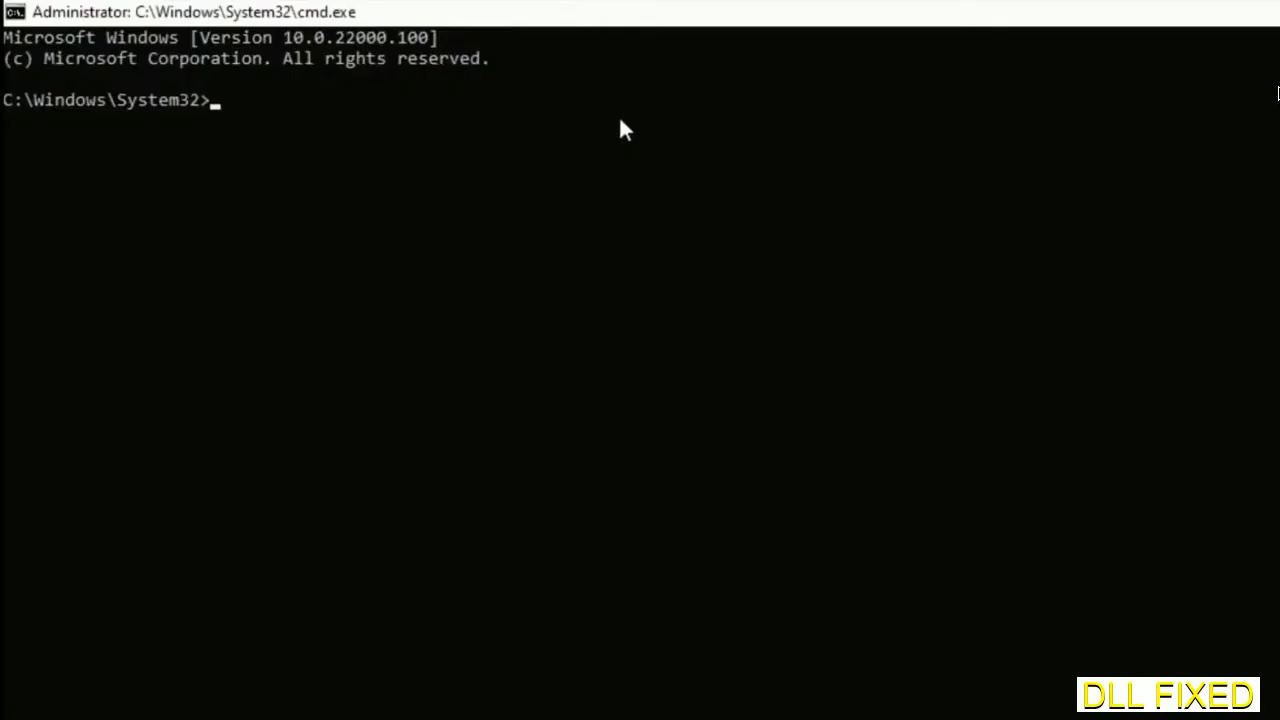 Administrator: C:\Windows\System32\cmd.exe
Microsoft Windows [Version 10.0.22000.100]
(c) Microsoft Corporation. All rights reserved.
C:\Windows\System32>
DLL FIXED